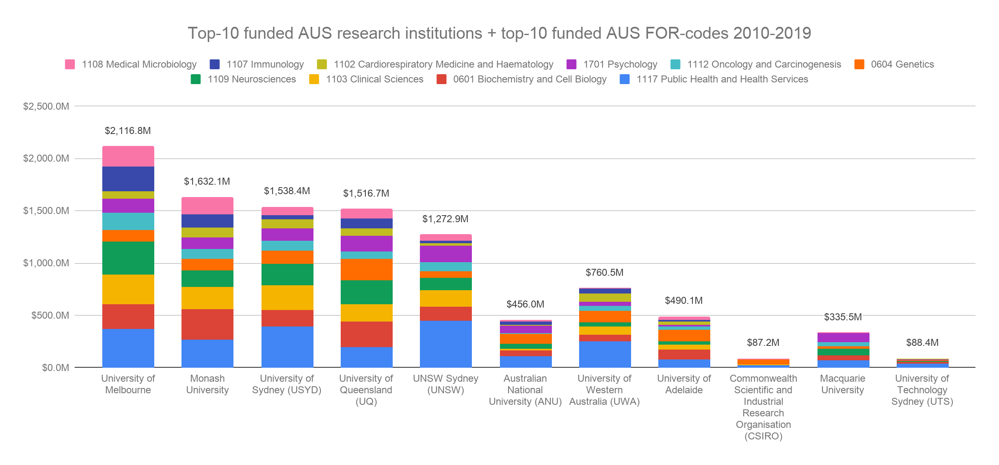 Top-10 funded AUS research institutions + top-10 funded AUS FOR-codes 2010-2019
1108 Medical Microbiology 1107 Immunology 1102 Cardiorespiratory Medicine and Haematology 1701 Psychology 1112 Oncology and Carcinogenesis 0604 Genetics
1109 Neurosciences 1103 Clinical Sciences 0601 Biochemistry and Cell Biology 1117 Public Health and Health Services
$2,500.0M
$2,000.0M
$1,500.0M
$1,000.0M
$500.0M
$0.0M
$2,116.8M
$1,632.1M
$1,538.4M
$1,516.7M
$1,272.9M
$456.0M
$760.5M
$490.1M
$87.2M
$335.5M
$88.4M
University of
Melbourne
Monash
University
University of
Sydney (USYD)
University of
Queensland
(UQ)
UNSW Sydney
(UNSW)
Australian
National
University (ANU)
University of
Western
Australia (UWA)
University of
Adelaide
Commonwealth
Scientific and
Industrial
Research
Organisation
(CSIRO)
Macquarie
University
University of
Technology
Sydney (UTS)